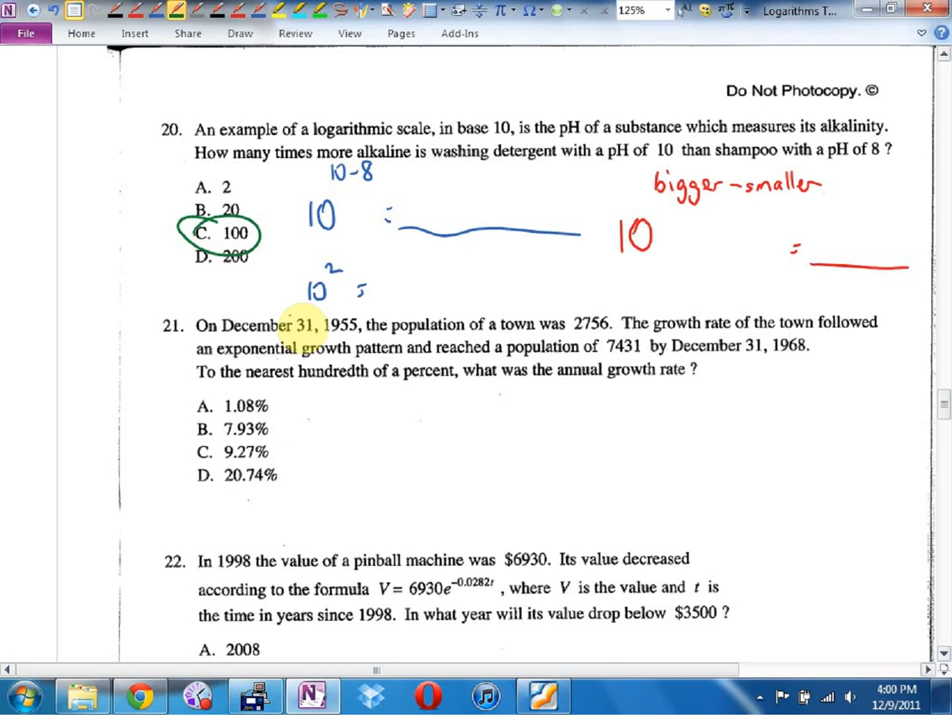 125%
Logarithms T...
File
Home
Insert
Share
Draw
Review
View
Pages
Add-Ins
Do Not Photocopy. ©
20. An example of a logarithmic scale, in base 10, is the pH of a substance which measures its alkalinity.
How many times more alkaline is washing detergent with a pH of 10 than shampoo with a pH of 8 ?
10-8
bigger - smaller
A. 2
B. 20
10 =
10
C. 100
=
D. 200
10² =
21. On December 31, 1955, the population of a town was 2756. The growth rate of the town followed
an exponential growth pattern and reached a population of 7431 by December 31, 1968.
To the nearest hundredth of a percent, what was the annual growth rate ?
A. 1.08%
B. 7.93%
C. 9.27%
D. 20.74%
22. In 1998 the value of a pinball machine was $6930. Its value decreased
according to the formula V = 6930e^-0.0282t , where V is the value and t is
the time in years since 1998. In what year will its value drop below $3500 ?
A. 2008
4:00 PM
12/9/2011